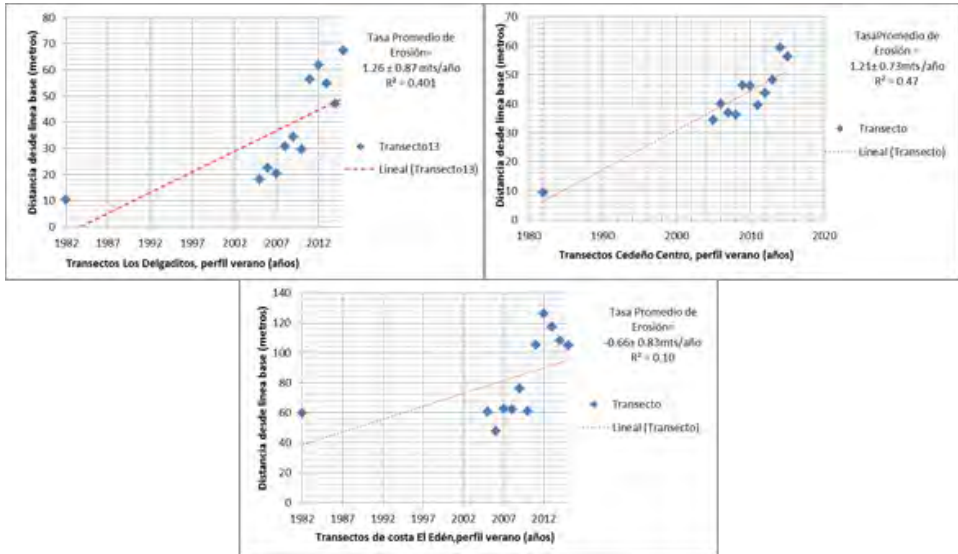 80
70
60
50
40
30
20
10
0
Distancia desde linea base (metros)
1982 1987 1992 1997 2002 2007 2012
Transectos Los Delgaditos, perfil verano (años)
Tasa Promedio de
Erosión=
1.26 ± 0.87 mts/año
R² = 0.401
Transecto13
Lineal (Transecto13)
70
60
50
40
30
20
10
0
Distancia desde linea base (metros)
1980 1990 2000 2010 2020
Transectos Cedeño Centro, perfil verano (años)
TasaPromedio de
Erosión =
1.21± 0.73mts/año
R² = 0.47
Transecto
Lineal (Transecto)
140
120
100
80
60
40
20
0
Distancia desde linea base (metros)
1982 1987 1992 1997 2002 2007 2012
Transectos de costa El Edén,perfil verano (años)
Tasa Promedio de
Erosión=
-0.66± 0.83mts/año
R² = 0.10
Transecto
Lineal (Transecto)